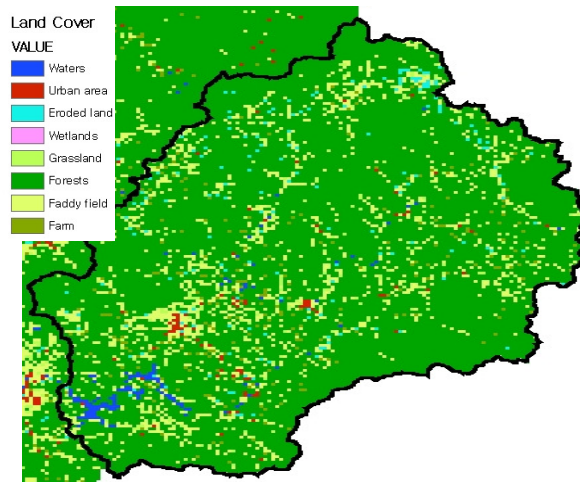 Land Cover
VALUE
Waters
Urban area
Eroded land
Wetlands
Grassland
Forests
Faddy field
Farm